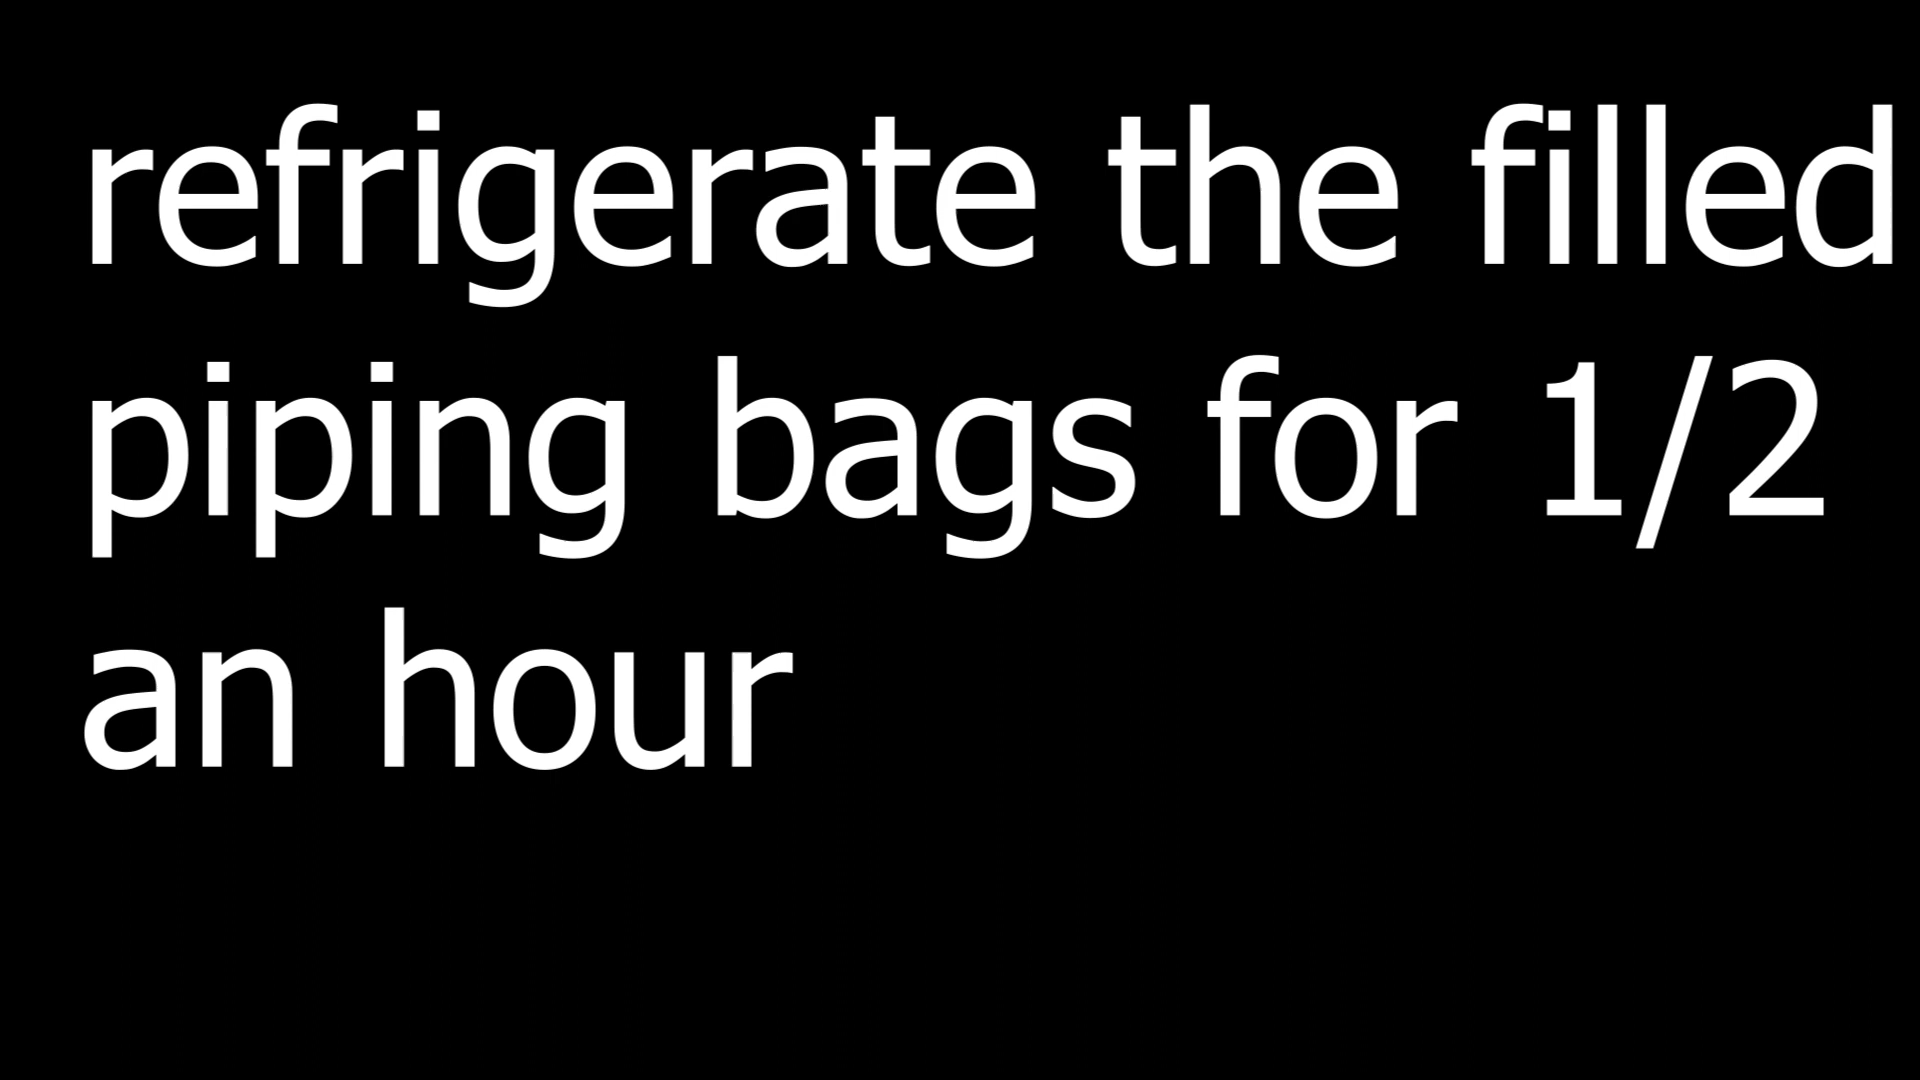 refrigerate the filled
piping bags for 1/2
an hour